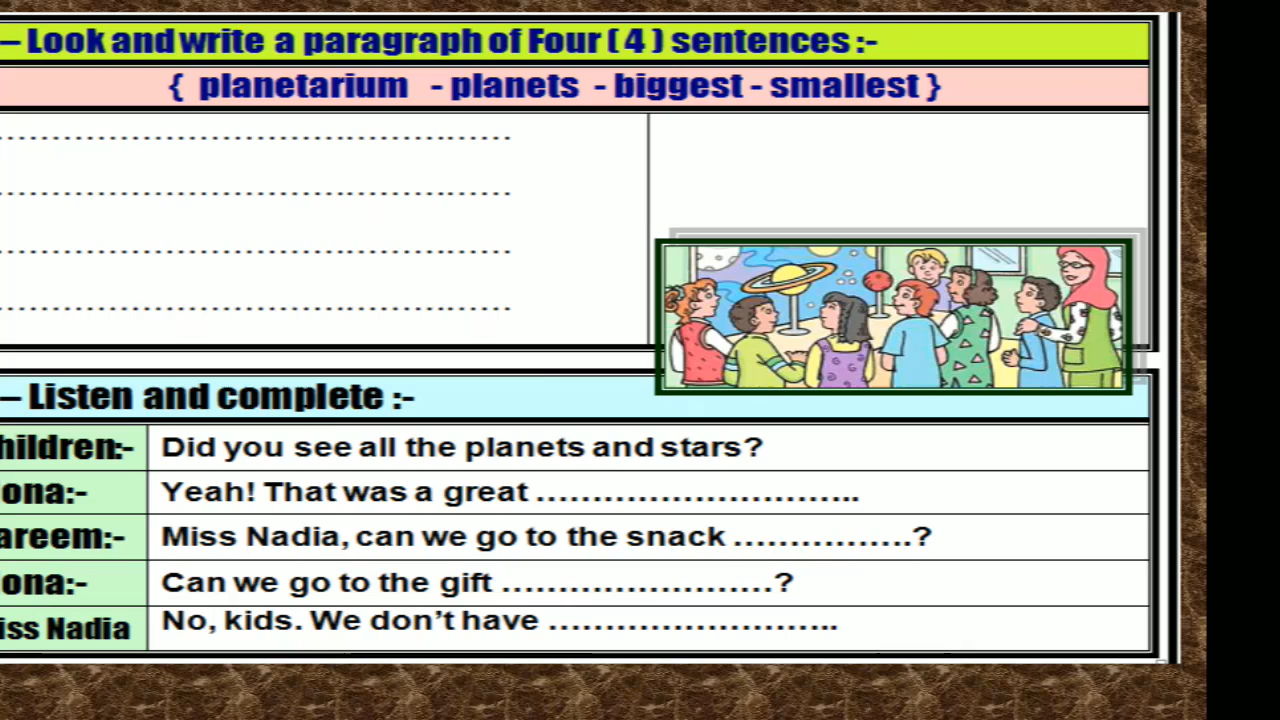 – Look and write a paragraph of Four ( 4 ) sentences :-
{ planetarium - planets - biggest - smallest }
– Listen and complete :-
hildren:- Did you see all the planets and stars?
ona:- Yeah! That was a great …………………………..
areem:- Miss Nadia, can we go to the snack …………….?
ona:- Can we go to the gift ……………………?
iss Nadia No, kids. We don’t have ……………………..